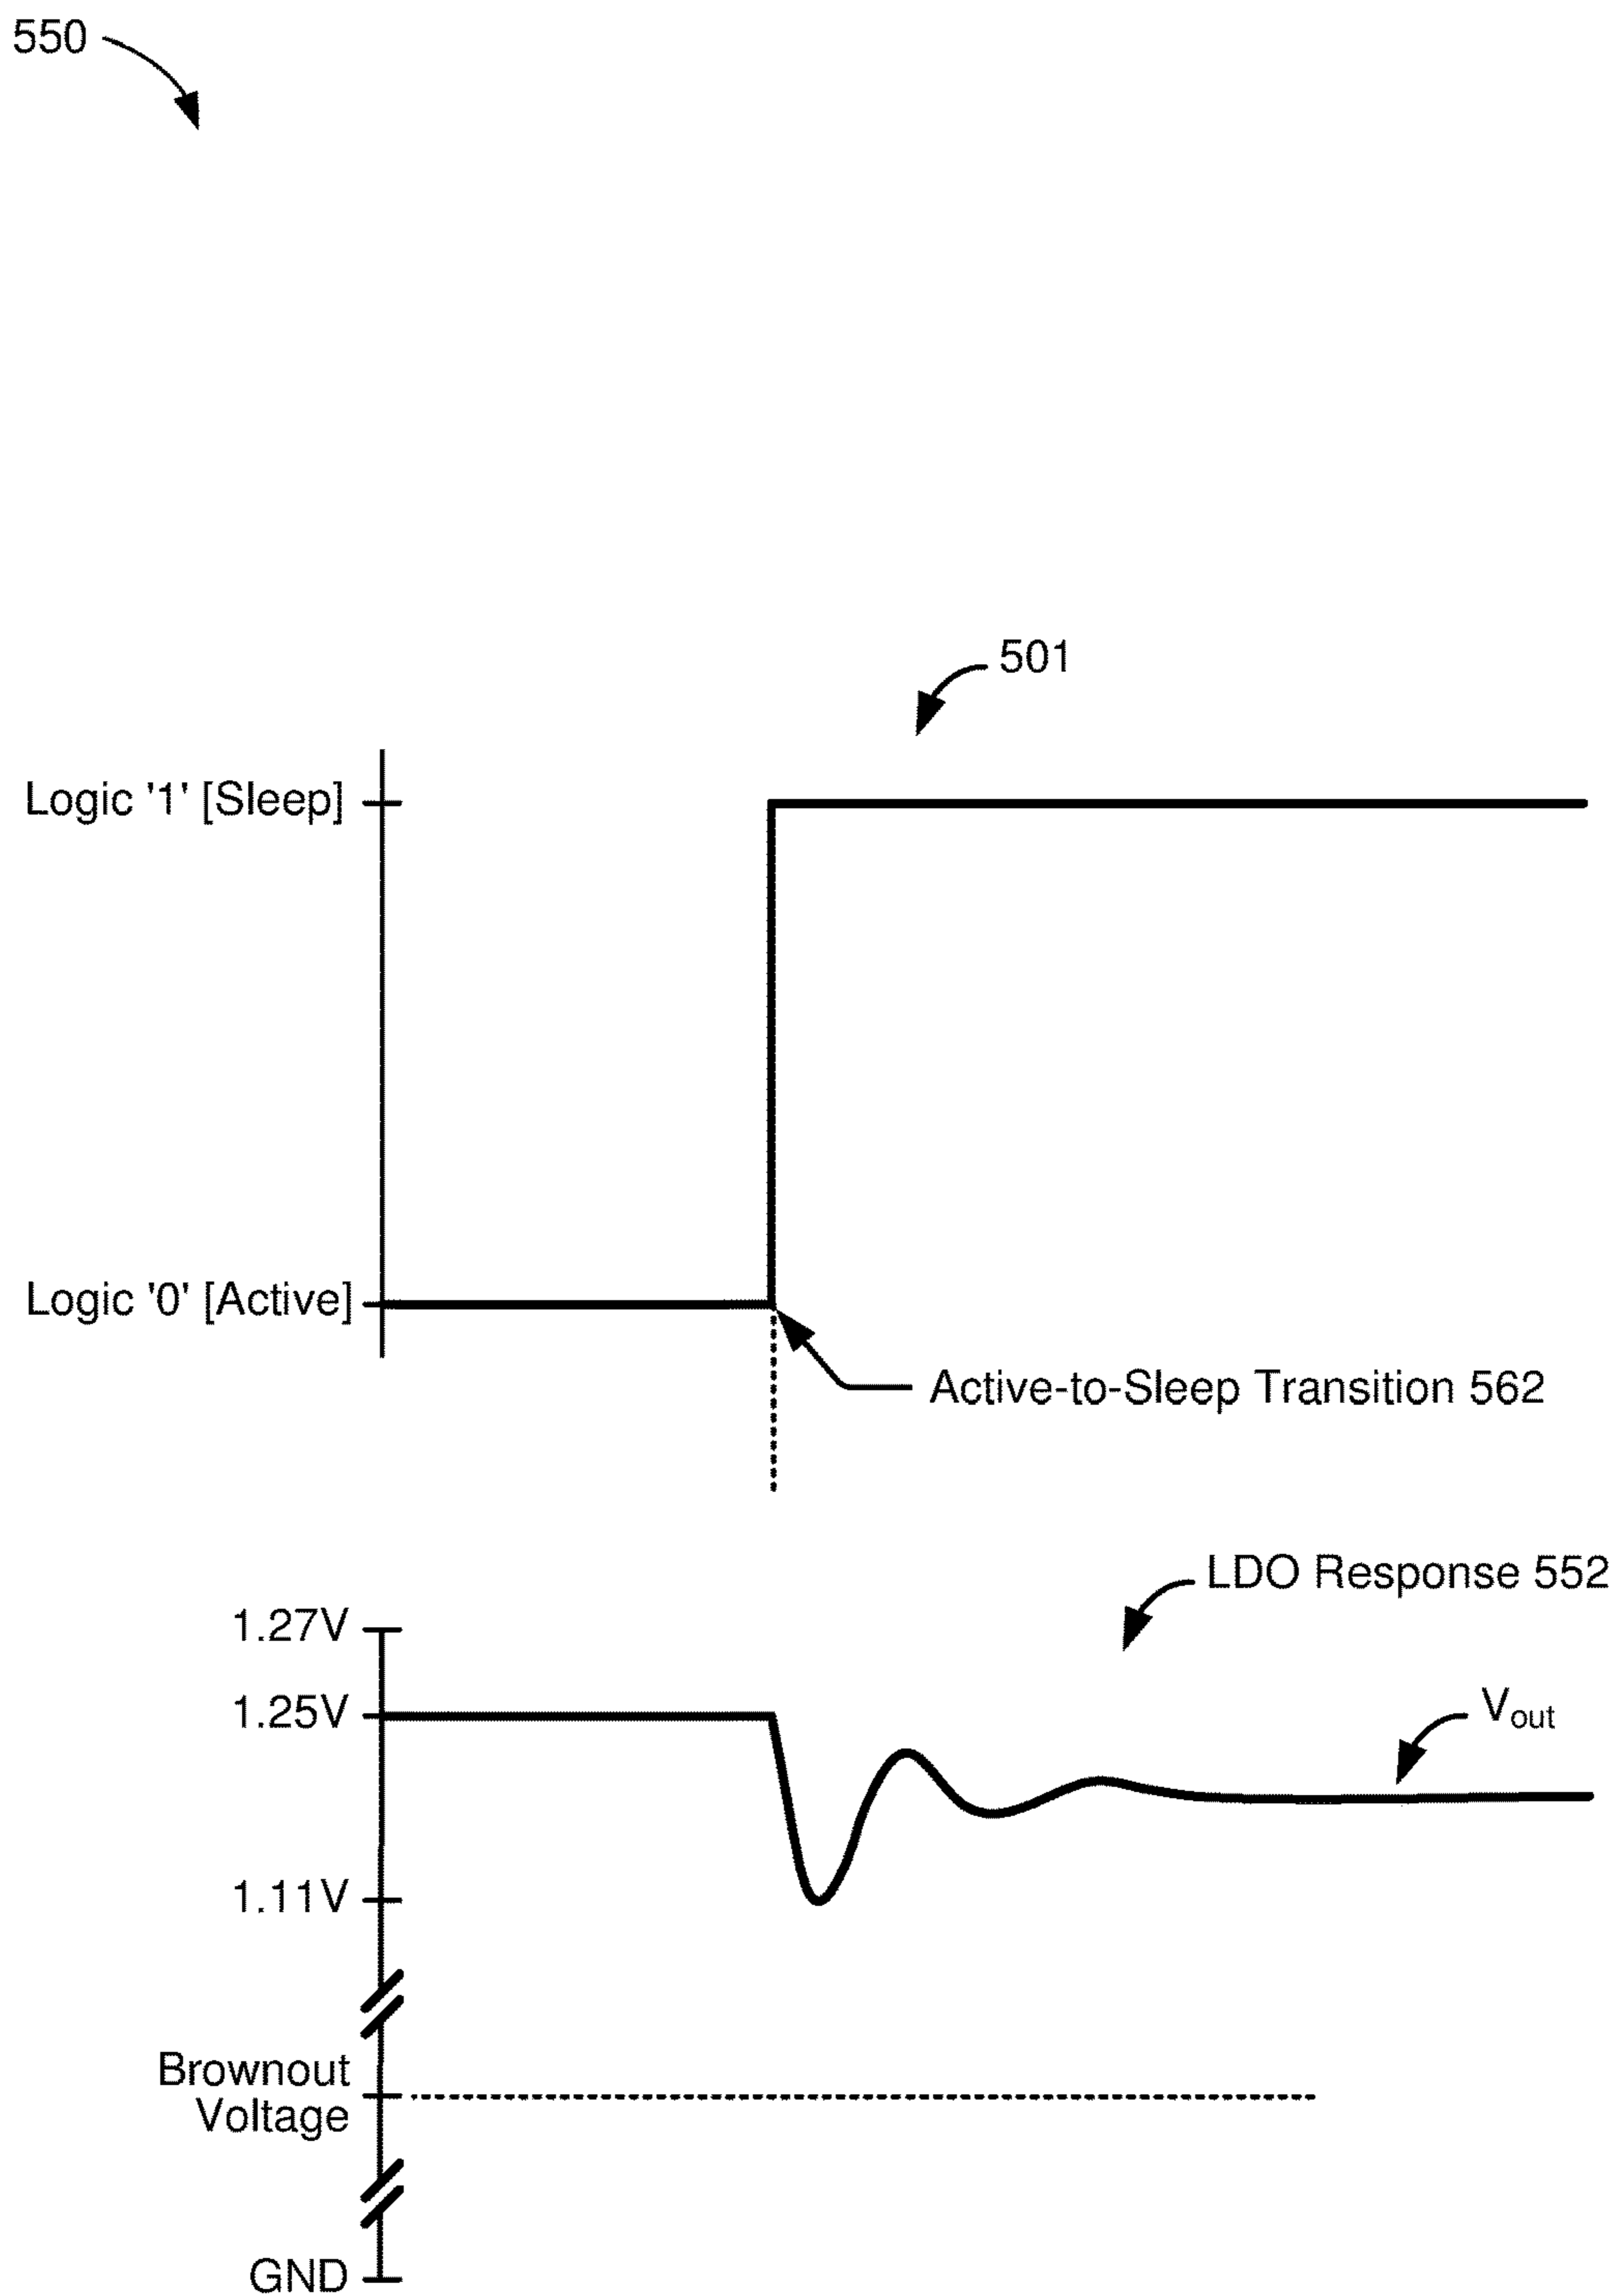 550
501
Logic '1' [Sleep]
Logic '0' [Active]
Active-to-Sleep Transition 562
LDO Response 552
1.27V
1.25V
Vout
1.11V
Brownout
Voltage
GND